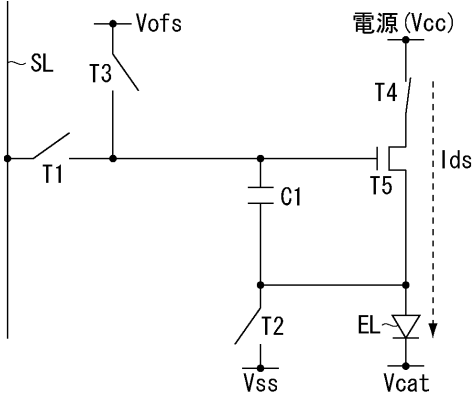 Vofs
電源(Vcc)
SL
T3
T4
T1
Ids
T5
C1
T2
EL
Vss
Vcat